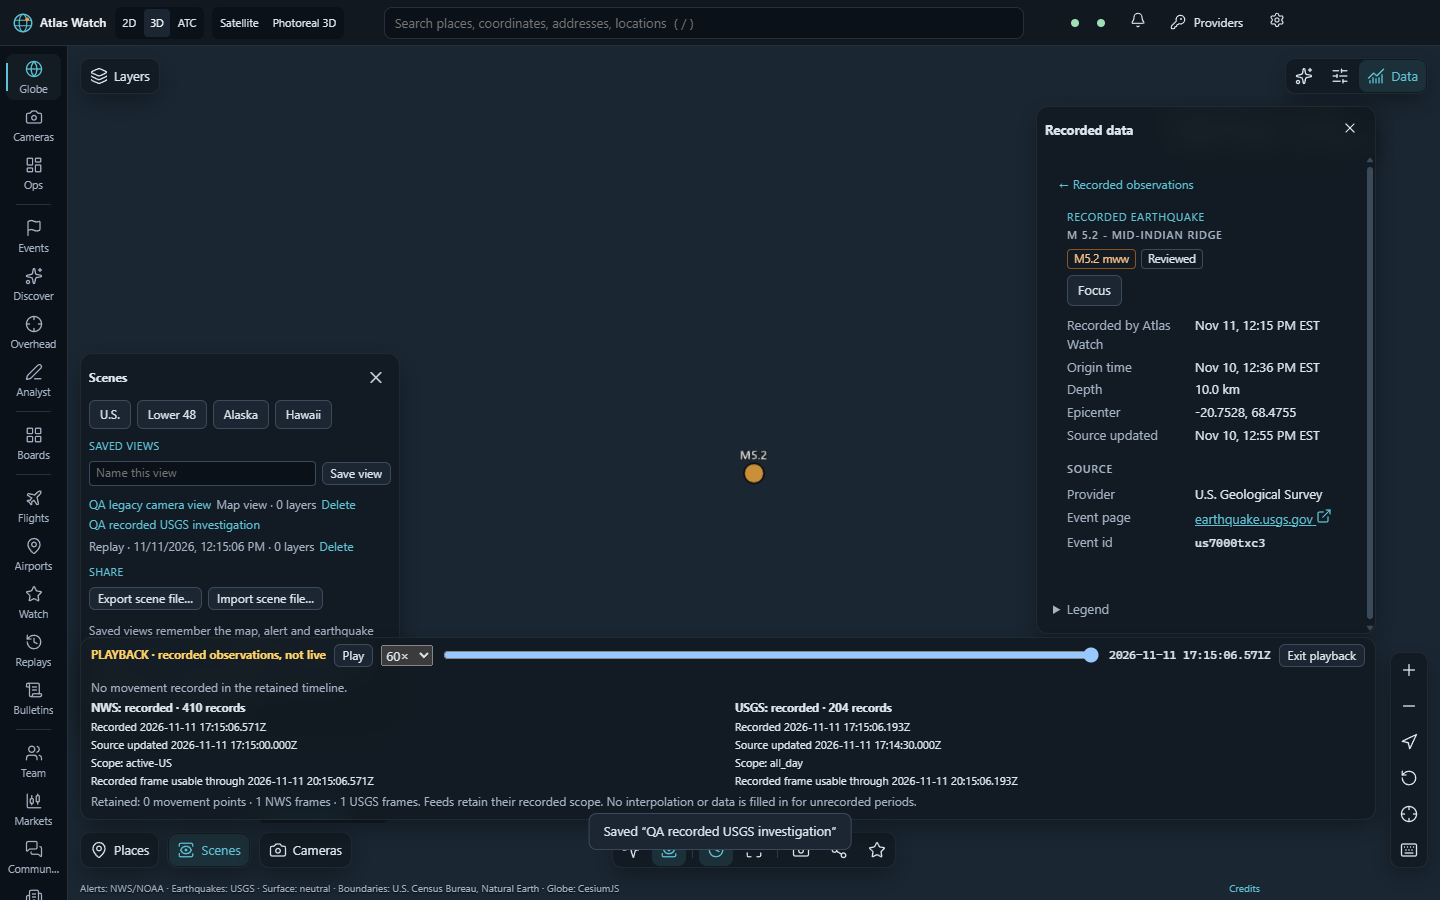 Atlas Watch
2D 3D ATC
Satellite Photoreal 3D
Search places, coordinates, addresses, locations ( / )
Providers
Globe
Cameras
Ops
Events
Discover
Overhead
Analyst
Boards
Flights
Airports
Watch
Replays
Bulletins
Team
Markets
Commun...
Layers
Data
Recorded data
← Recorded observations
RECORDED EARTHQUAKE
M 5.2 - MID-INDIAN RIDGE
M5.2 mww Reviewed
Focus
Recorded by Atlas Watch Nov 11, 12:15 PM EST
Origin time Nov 10, 12:36 PM EST
Depth 10.0 km
Epicenter -20.7528, 68.4755
Source updated Nov 10, 12:55 PM EST
SOURCE
Provider U.S. Geological Survey
Event page earthquake.usgs.gov
Event id us7000txc3
Legend
M5.2
Scenes
U.S. Lower 48 Alaska Hawaii
SAVED VIEWS
Name this view Save view
QA legacy camera view Map view · 0 layers Delete
QA recorded USGS investigation
Replay · 11/11/2026, 12:15:06 PM · 0 layers Delete
SHARE
Export scene file... Import scene file...
Saved views remember the map, alert and earthquake
PLAYBACK · recorded observations, not live Play 60× 2026-11-11 17:15:06.571Z Exit playback
No movement recorded in the retained timeline.
NWS: recorded · 410 records
Recorded 2026-11-11 17:15:06.571Z
Source updated 2026-11-11 17:15:00.000Z
Scope: active-US
Recorded frame usable through 2026-11-11 20:15:06.571Z
USGS: recorded · 204 records
Recorded 2026-11-11 17:15:06.193Z
Source updated 2026-11-11 17:14:30.000Z
Scope: all_day
Recorded frame usable through 2026-11-11 20:15:06.193Z
Retained: 0 movement points · 1 NWS frames · 1 USGS frames. Feeds retain their recorded scope. No interpolation or data is filled in for unrecorded periods.
Saved “QA recorded USGS investigation”
Places Scenes Cameras
Alerts: NWS/NOAA · Earthquakes: USGS · Surface: neutral · Boundaries: U.S. Census Bureau, Natural Earth · Globe: CesiumJS
Credits